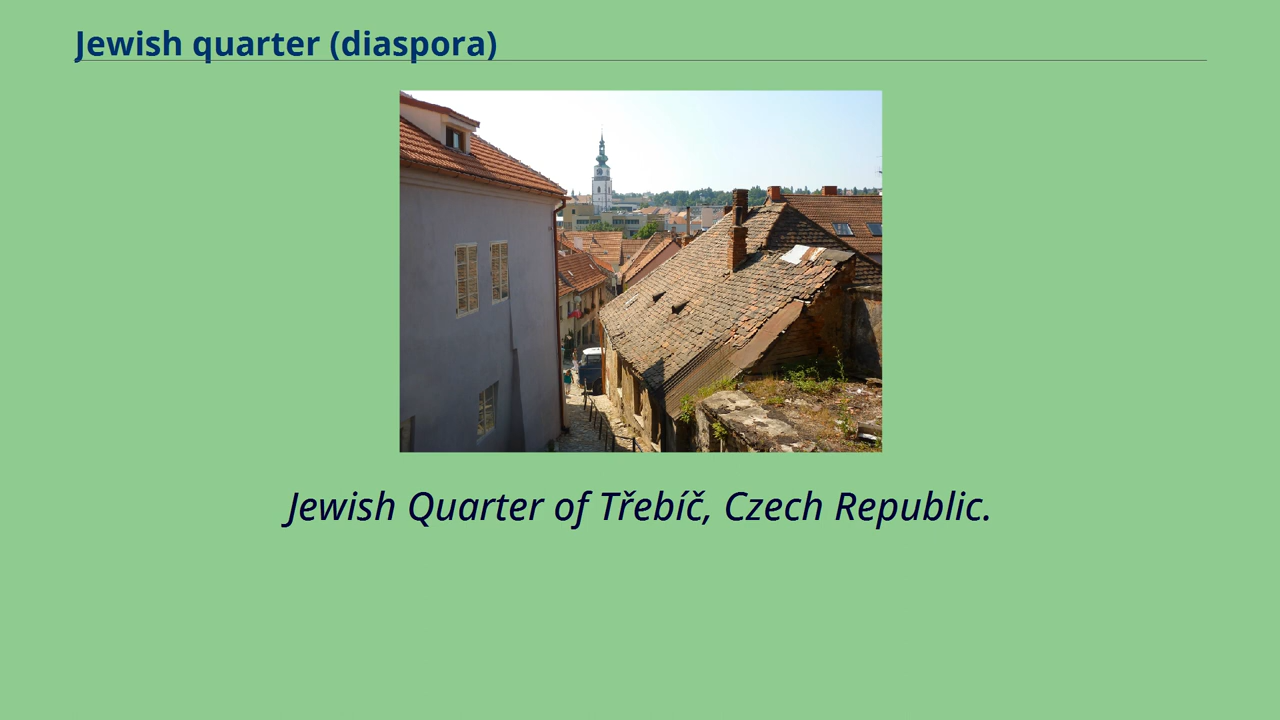 Jewish quarter (diaspora)
Jewish Quarter of Třebíč, Czech Republic.